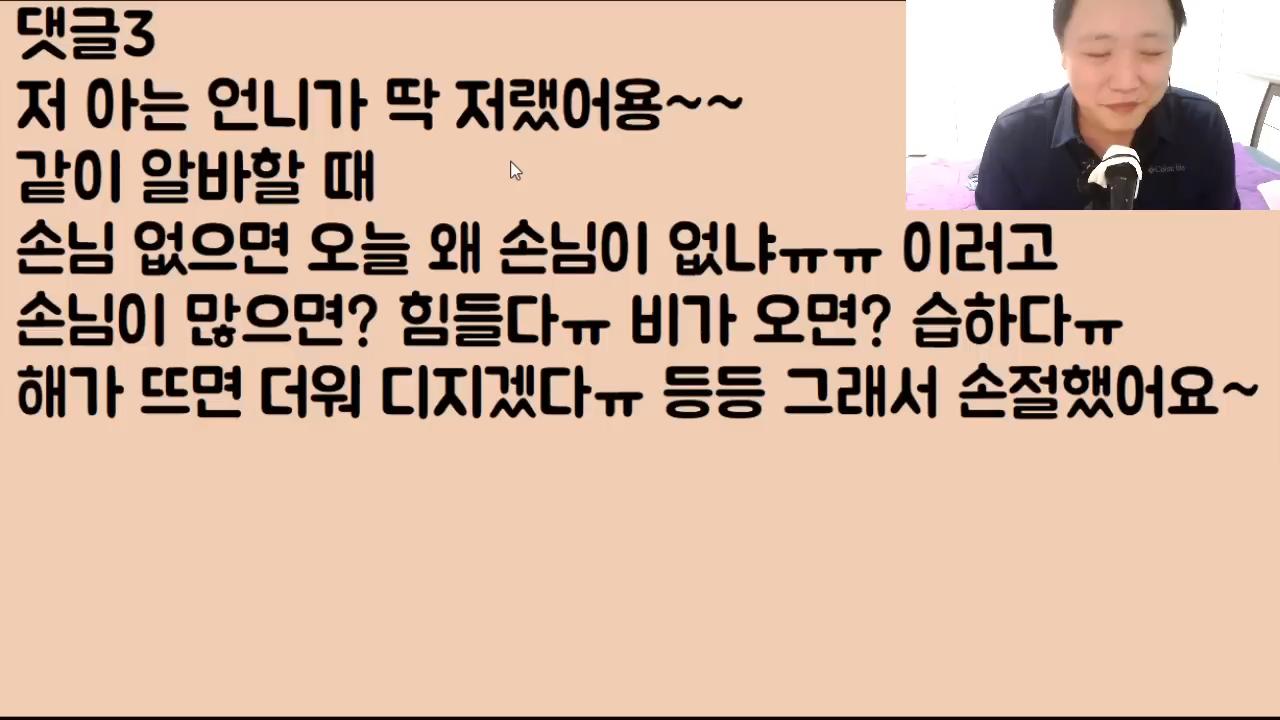 댓글3
저 아는 언니가 딱 저랬어용~~
같이 알바할 때
손님 없으면 오늘 왜 손님이 없냐ㅠㅠ 이러고
손님이 많으면? 힘들다ㅠ 비가 오면? 습하다ㅠ
해가 뜨면 더워 디지겠다ㅠ 등등 그래서 손절했어요~